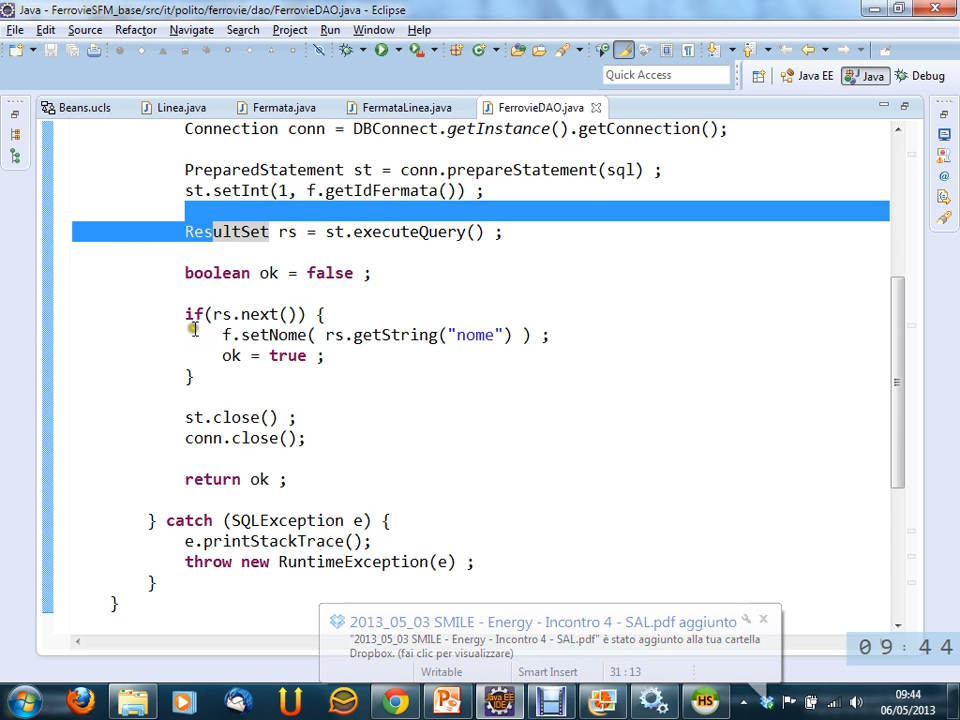 Java - FerrovieSFM_base/src/it/polito/ferrovie/dao/FerrovieDAO.java - Eclipse
File Edit Source Refactor Navigate Search Project Run Window Help
Quick Access
Java EE Java Debug
Beans.ucls Linea.java Fermata.java FermataLinea.java FerrovieDAO.java
Connection conn = DBConnect.getInstance().getConnection();
PreparedStatement st = conn.prepareStatement(sql) ;
st.setInt(1, f.getIdFermata()) ;
ResultSet rs = st.executeQuery() ;
boolean ok = false ;
if(rs.next()) {
f.setNome( rs.getString("nome") ) ;
ok = true ;
}
st.close() ;
conn.close();
return ok ;
} catch (SQLException e) {
e.printStackTrace();
throw new RuntimeException(e) ;
}
}
2013_05_03 SMILE - Energy - Incontro 4 - SAL.pdf aggiunto
"2013_05_03 SMILE - Energy - Incontro 4 - SAL.pdf" è stato aggiunto alla tua cartella
Dropbox. (fai clic per visualizzare)
09:44
Writable Smart Insert 31 : 13
09:44
06/05/2013